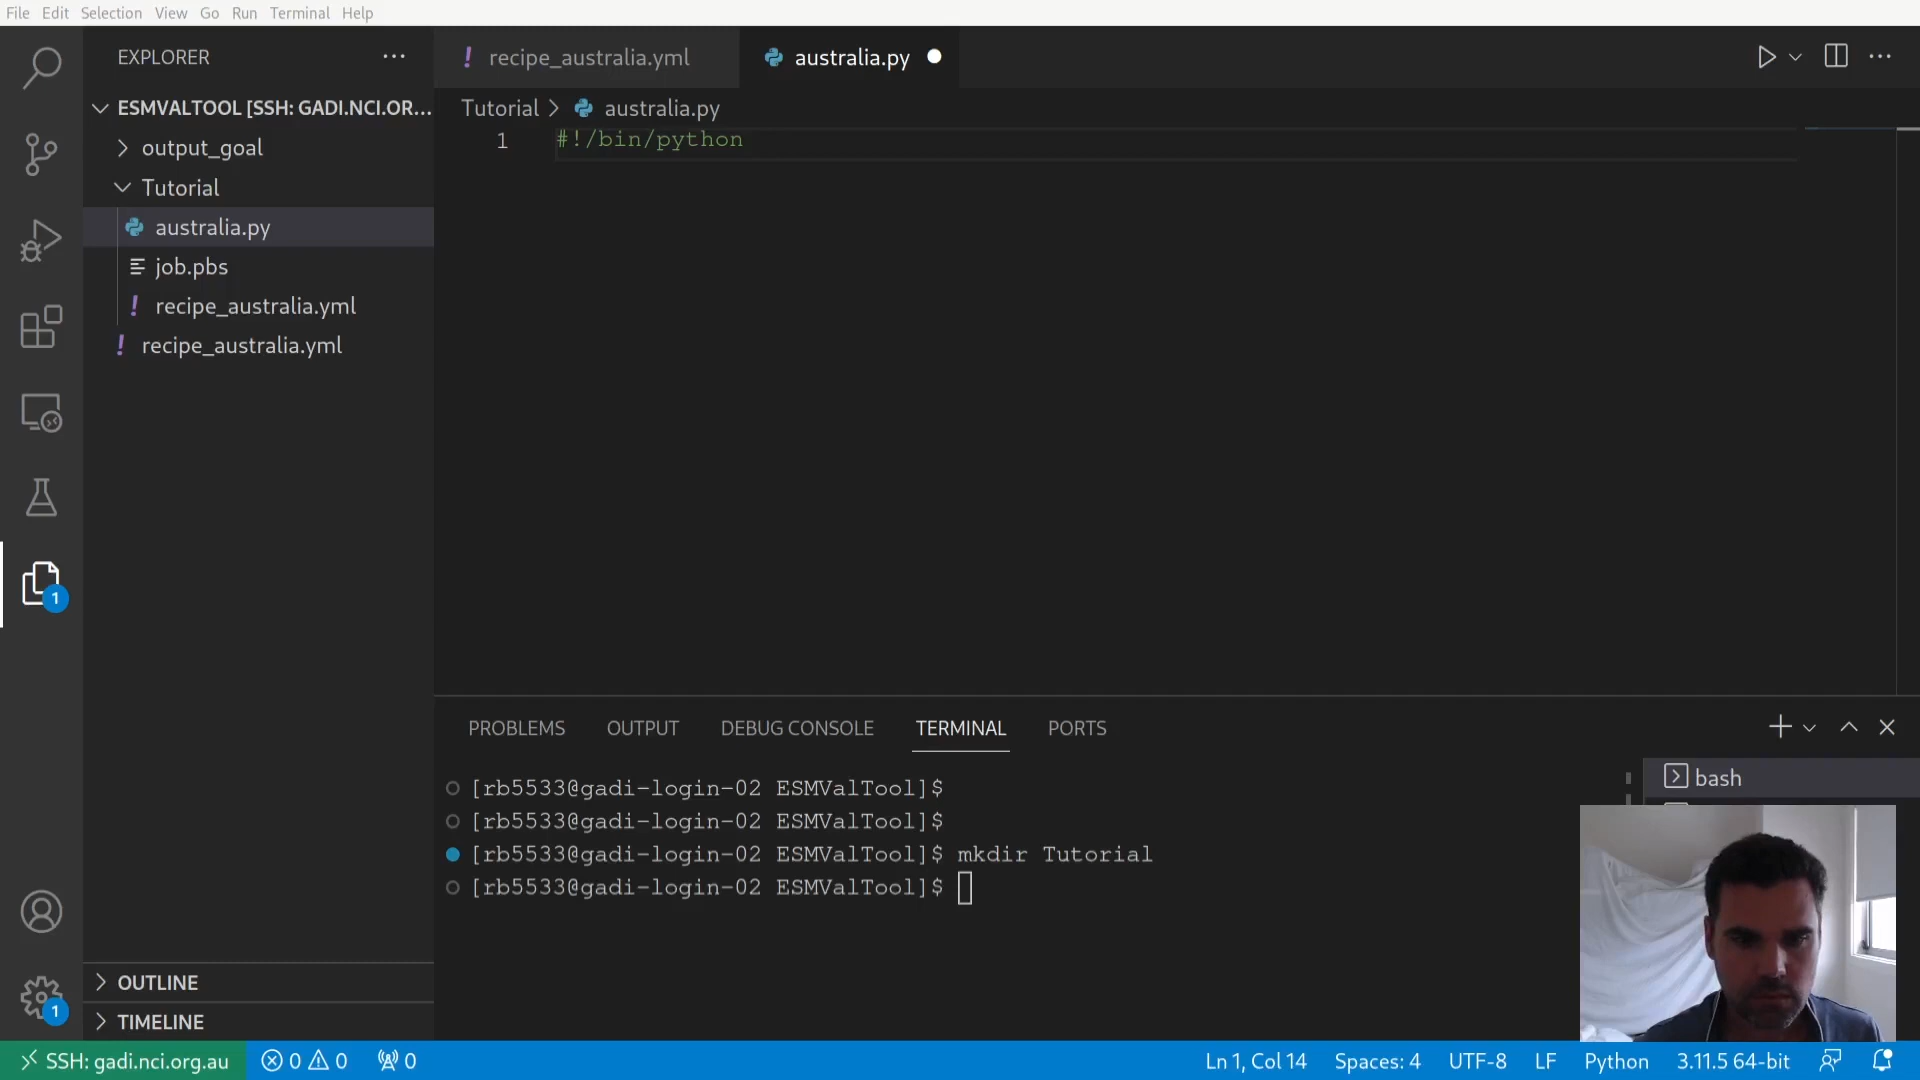 File Edit Selection View Go Run Terminal Help
EXPLORER
ESMVALTOOL [SSH: GADI.NCI.OR...
output_goal
Tutorial
australia.py
job.pbs
recipe_australia.yml
recipe_australia.yml
OUTLINE
TIMELINE
recipe_australia.yml
australia.py
Tutorial > australia.py
1 #!/bin/python
PROBLEMS OUTPUT DEBUG CONSOLE TERMINAL PORTS
[rb5533@gadi-login-02 ESMValTool]$
[rb5533@gadi-login-02 ESMValTool]$
[rb5533@gadi-login-02 ESMValTool]$ mkdir Tutorial
[rb5533@gadi-login-02 ESMValTool]$
bash
1
1
SSH: gadi.nci.org.au 0 0 0 Ln 1, Col 14 Spaces: 4 UTF-8 LF Python 3.11.5 64-bit